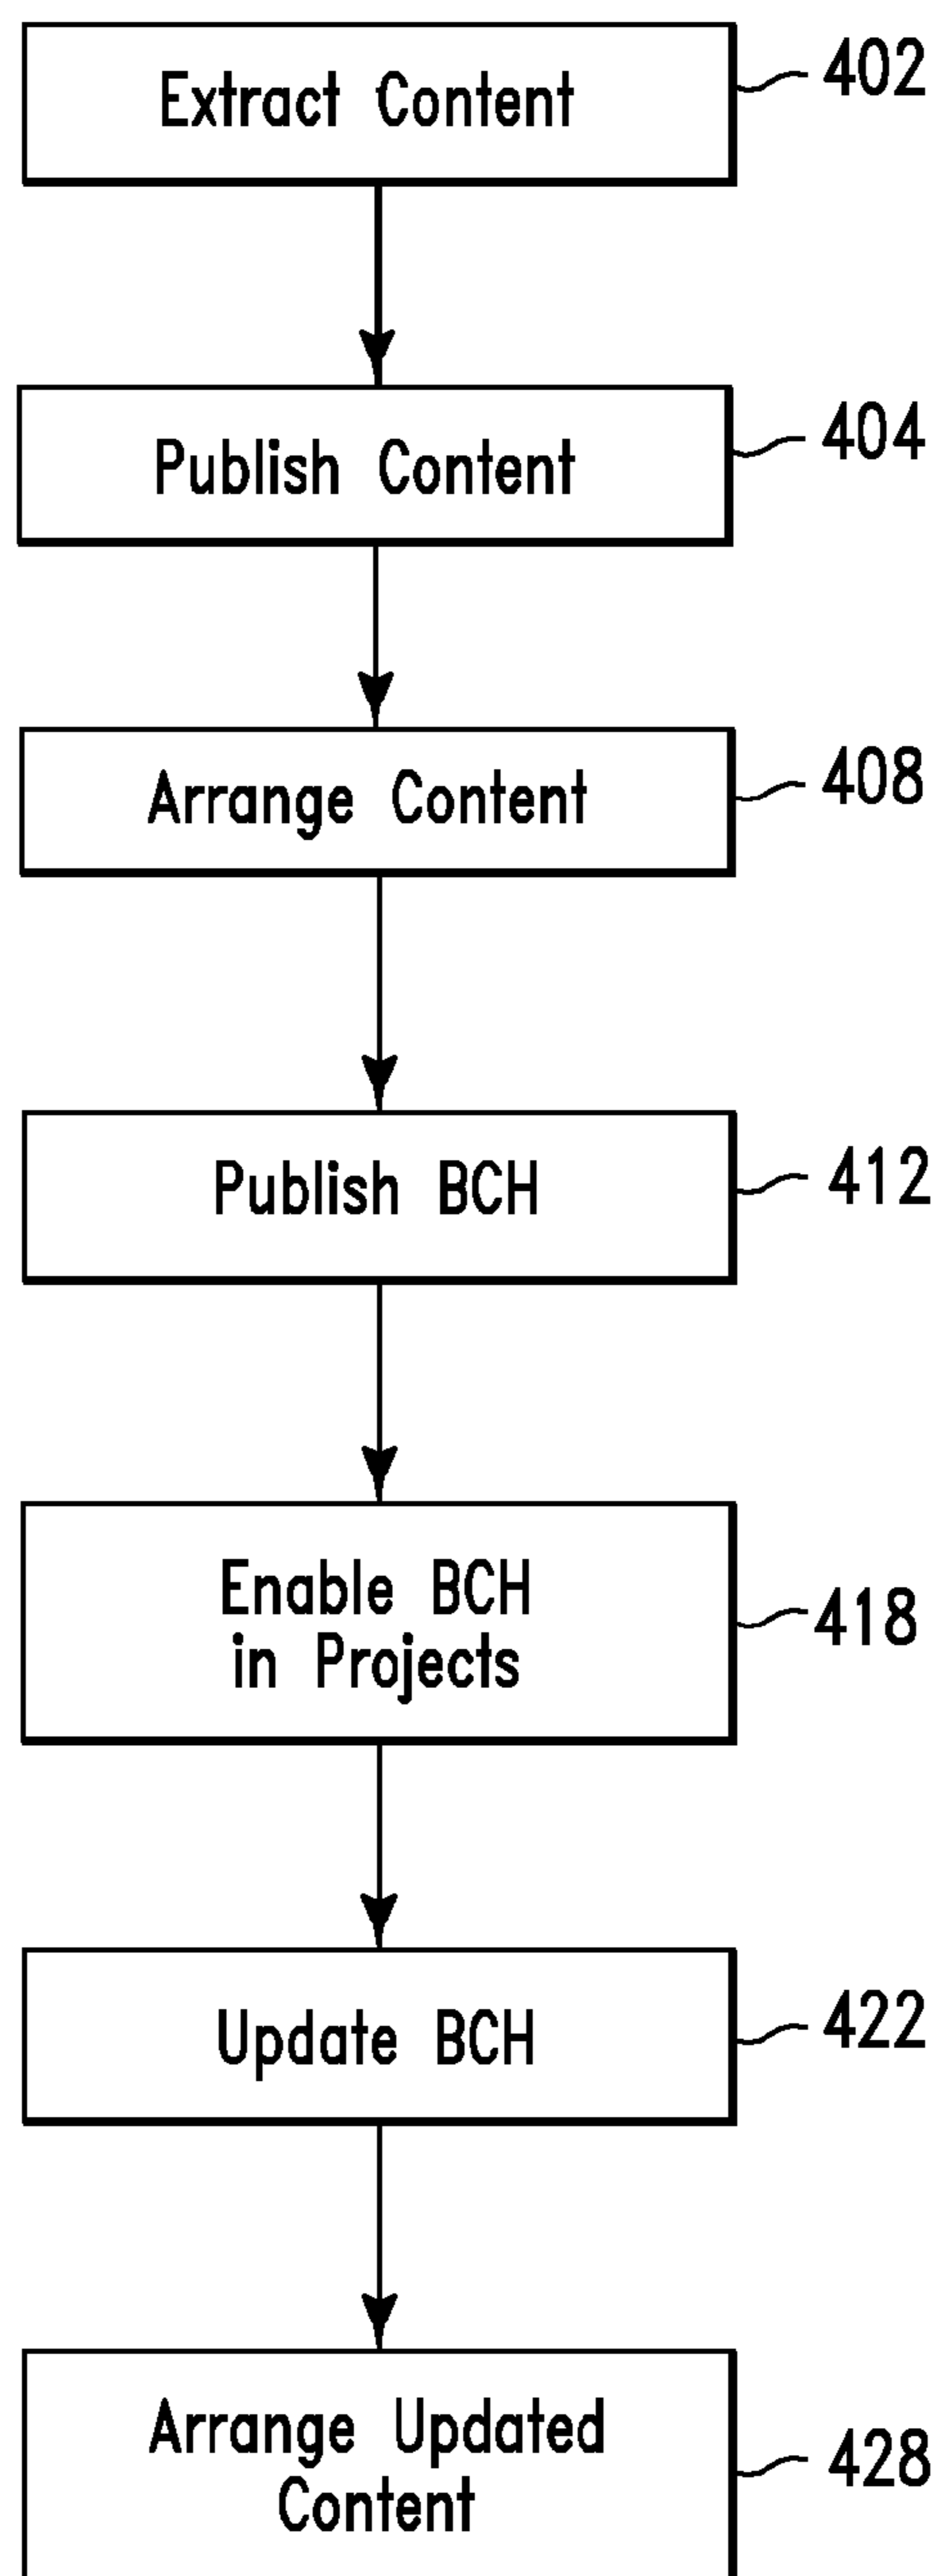 Extract Content
402
Publish Content
404
Arrange Content
408
Publish BCH
412
Enable BCH
in Projects
418
Update BCH
422
Arrange Updated
Content
428